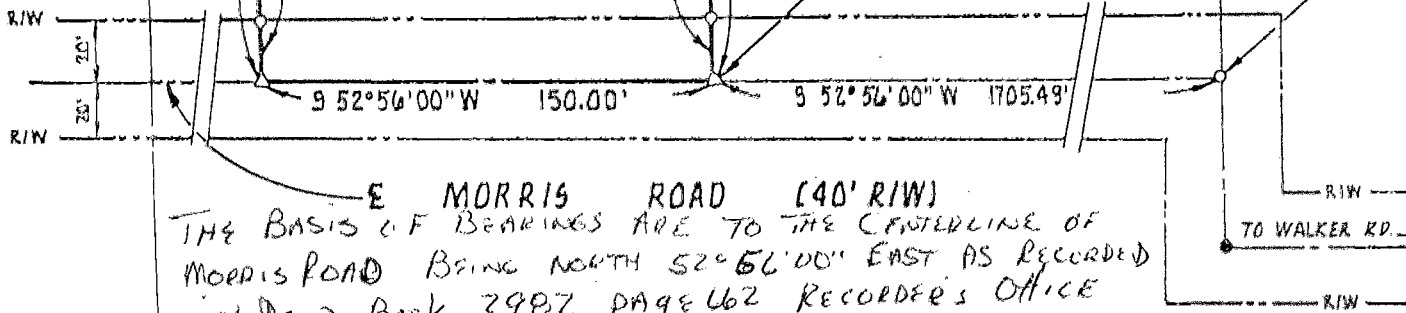 R/W
20'
20'
S 52°56'00" W 150.00'
S 52°56'00" W 1705.49'
R/W
℄ MORRIS ROAD (40' R/W)
R/W
TO WALKER RD.
R/W
THE BASIS OF BEARINGS ARE TO THE CENTERLINE OF
MORRIS ROAD BEING NORTH 52°56'00" EAST AS RECORDED
BOOK 2987 PAGE 662 RECORDER'S OFFICE